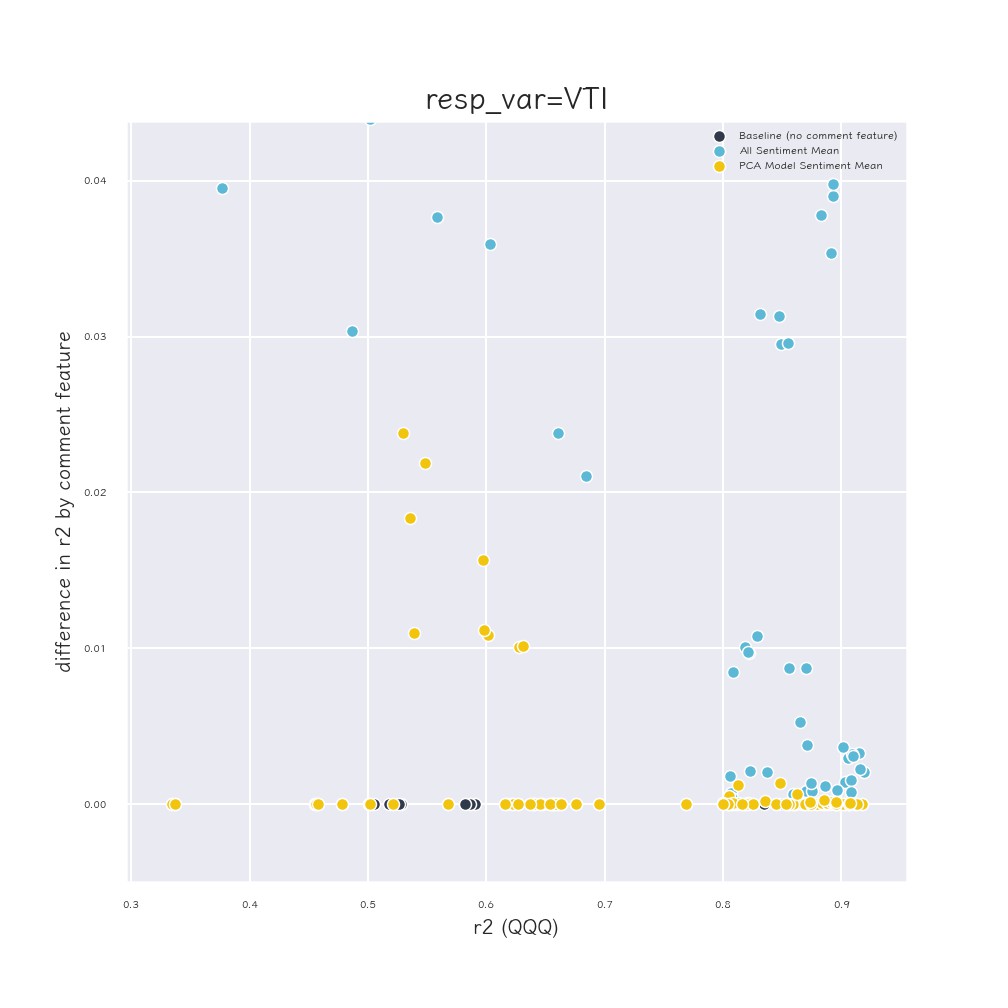 resp_var=VTI
Baseline (no comment feature)
All Sentiment Mean
PCA Model Sentiment Mean
0.04
0.03
0.02
0.01
0.00
difference in r2 by comment feature
0.3 0.4 0.5 0.6 0.7 0.8 0.9
r2 (QQQ)